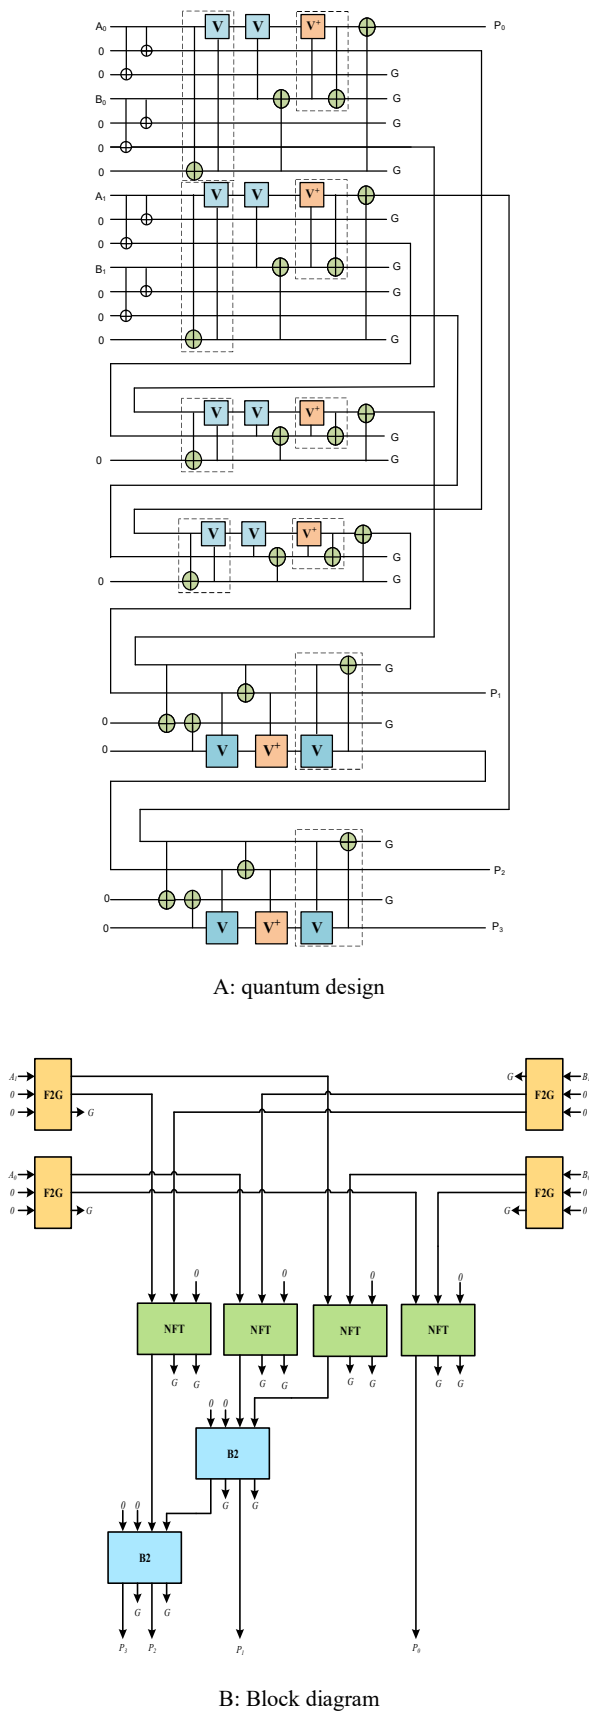 A₀ V V V⁺ P₀
0
0 G
B₀ G
0 G
0
0 G
A₁ V V V⁺
0 G
0
B₁ G
0 G
0
0 G
V V V⁺
G
0 G
V V V⁺
G
0 G
G
P₁
0 G
0 V V⁺ V
G
P₂
0 G
0 V V⁺ V P₃
A: quantum design
A₁ F2G G F2G B₁
0 0
0 G 0
A₀ F2G F2G B₀
0 0
0 G G 0
0 0 0 0
NFT NFT NFT NFT
G G G G G G G G
0 0
B2
G G
0 0
B2
G G
P₃ P₂ P₁ P₀
B: Block diagram